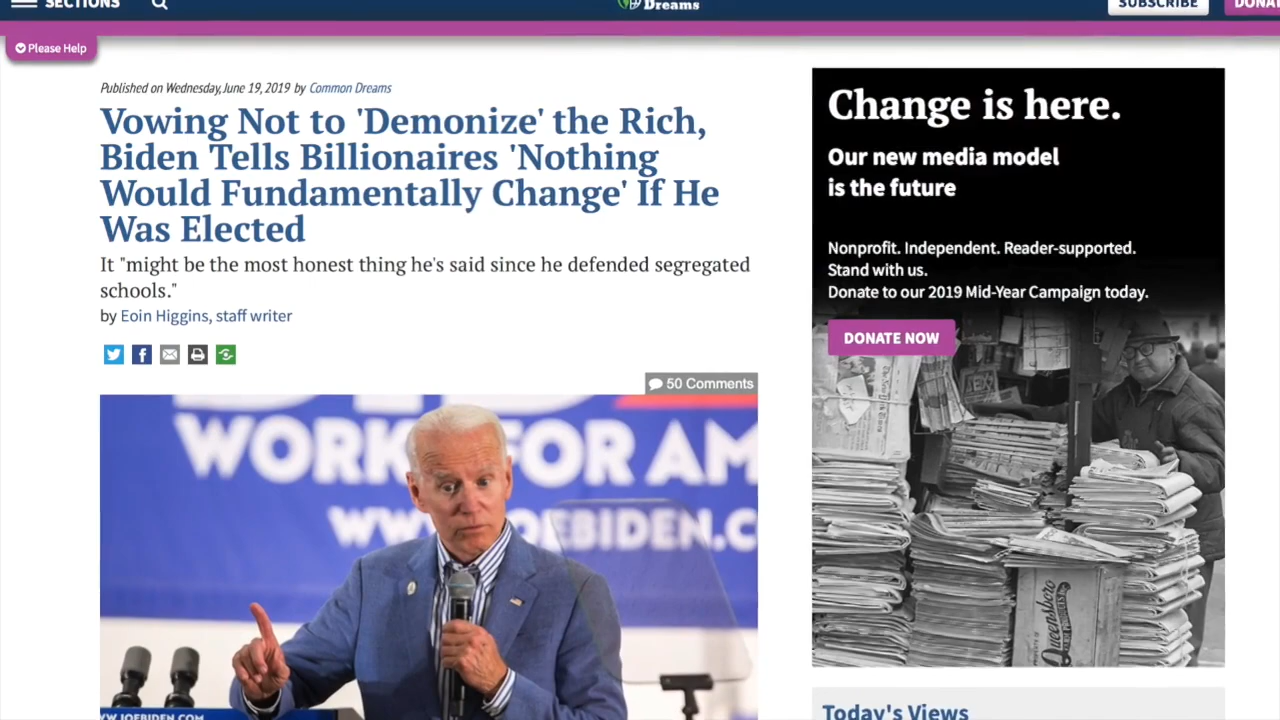 SECTIONS
Dreams
SUBSCRIBE
Please Help
Published on Wednesday, June 19, 2019 by Common Dreams
Vowing Not to 'Demonize' the Rich,
Biden Tells Billionaires 'Nothing
Would Fundamentally Change' If He
Was Elected
It "might be the most honest thing he's said since he defended segregated
schools."
by Eoin Higgins, staff writer
50 Comments
WORK FOR AM
WW .JOEBIDEN.C
W.JOEBIDEN.COM
Change is here.
Our new media model
is the future
Nonprofit. Independent. Reader-supported.
Stand with us.
Donate to our 2019 Mid-Year Campaign today.
DONATE NOW
Queensboro
Today's Views